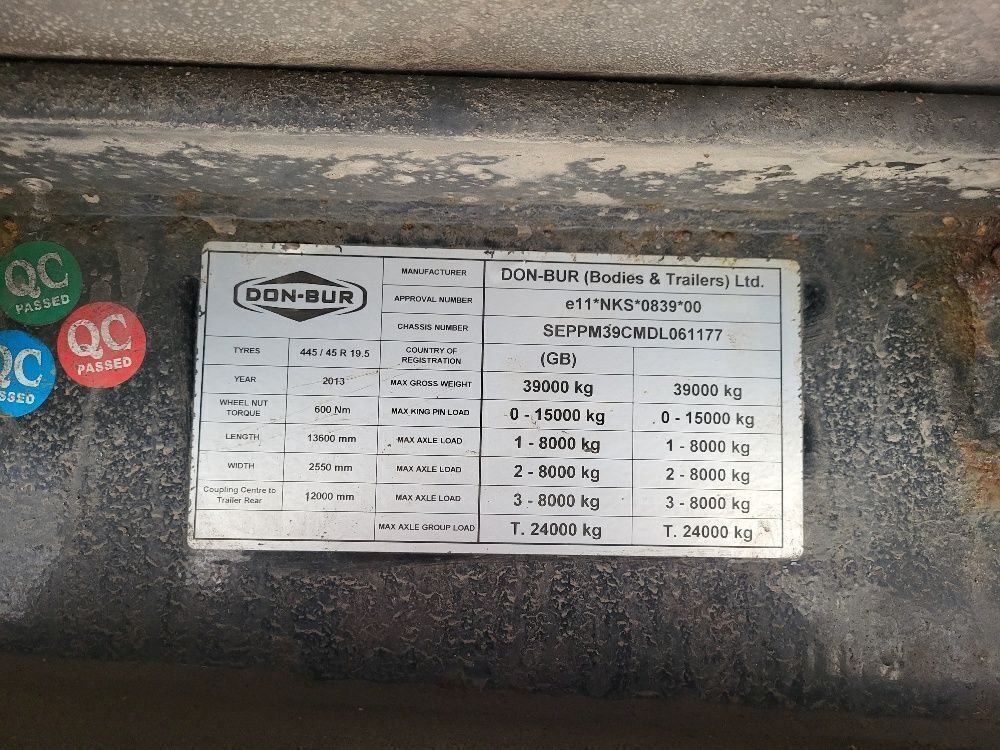 DON-BUR
MANUFACTURER DON-BUR (Bodies & Trailers) Ltd.
APPROVAL NUMBER e11*NKS*0839*00
CHASSIS NUMBER SEPPM39CMDL061177
TYRES 445 / 45 R 19.5 COUNTRY OF REGISTRATION (GB)
YEAR 2013 MAX GROSS WEIGHT 39000 kg 39000 kg
WHEEL NUT TORQUE 600 Nm MAX KING PIN LOAD 0 - 15000 kg 0 - 15000 kg
LENGTH 13600 mm MAX AXLE LOAD 1 - 8000 kg 1 - 8000 kg
WIDTH 2550 mm MAX AXLE LOAD 2 - 8000 kg 2 - 8000 kg
Coupling Centre to Trailer Rear 12000 mm MAX AXLE LOAD 3 - 8000 kg 3 - 8000 kg
MAX AXLE GROUP LOAD T. 24000 kg T. 24000 kg
QC
PASSED
QC
PASSED
QC
SSED